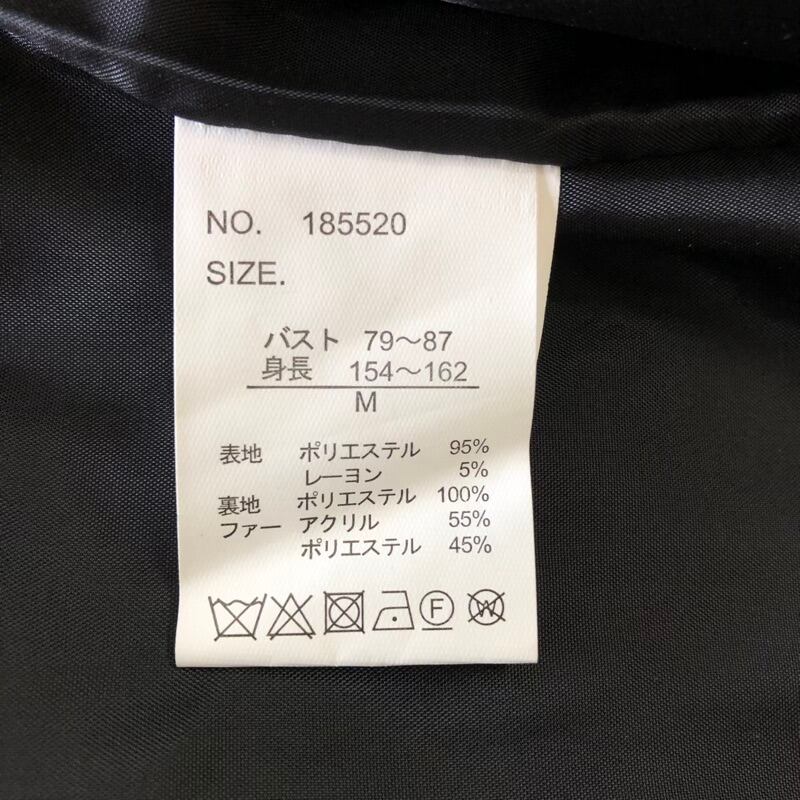 NO. 185520
SIZE.
バスト 79～87
身長 154～162
M
表地 ポリエステル 95%
レーヨン 5%
裏地 ポリエステル 100%
ファー アクリル 55%
ポリエステル 45%
F W